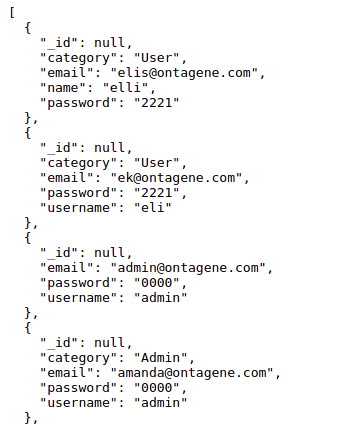 [
  {
    "_id": null,
    "category": "User",
    "email": "elis@ontagene.com",
    "name": "elli",
    "password": "2221"
  },
  {
    "_id": null,
    "category": "User",
    "email": "ek@ontagene.com",
    "password": "2221",
    "username": "eli"
  },
  {
    "_id": null,
    "email": "admin@ontagene.com",
    "password": "0000",
    "username": "admin"
  },
  {
    "_id": null,
    "category": "Admin",
    "email": "amanda@ontagene.com",
    "password": "0000",
    "username": "admin"
  },